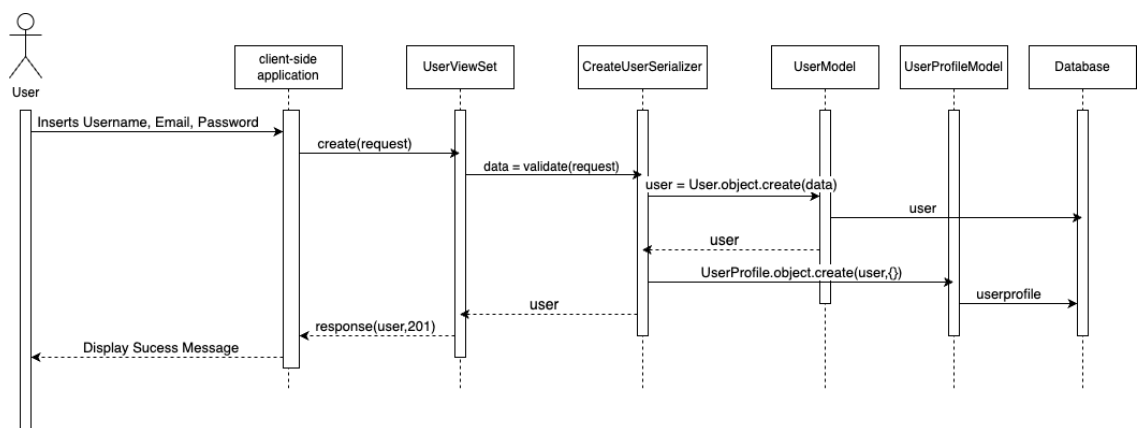 User
client-side
application
UserViewSet
CreateUserSerializer
UserModel
UserProfileModel
Database
Inserts Username, Email, Password
create(request)
data = validate(request)
user = User.object.create(data)
user
user
UserProfile.object.create(user,{})
userprofile
user
response(user,201)
Display Sucess Message